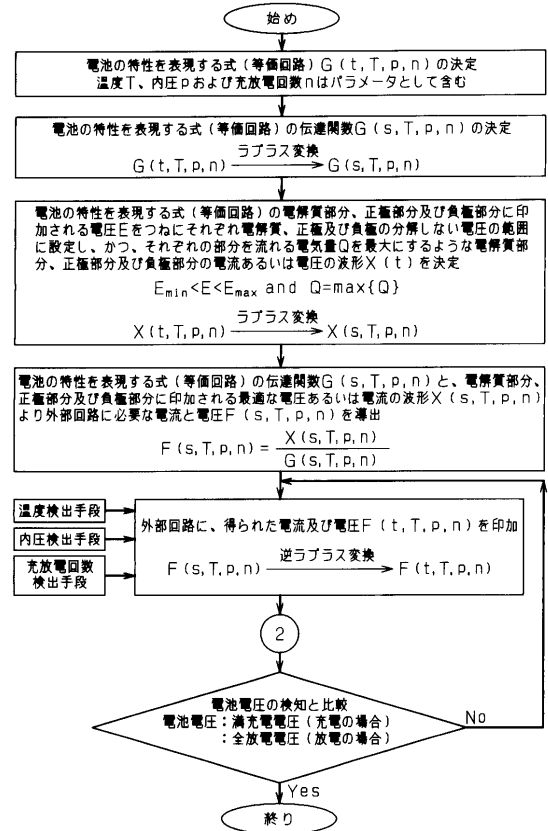 始め
電池の特性を表現する式(等価回路)G(t,T,p,n)の決定
温度T、内圧pおよび充放電回数nはパラメータとして含む
電池の特性を表現する式(等価回路)の伝達関数G(s,T,p,n)の決定
ラプラス変換
G(t,T,p,n) → G(s,T,p,n)
電池の特性を表現する式(等価回路)の電解質部分、正極部分及び負極部分に印
加される電圧Eをつねにそれぞれ電解質、正極及び負極の分解しない電圧の範囲
に設定し、かつ、それぞれの部分を流れる電気量Qを最大にするような電解質部
分、正極部分及び負極部分の電流あるいは電圧の波形X(t)を決定
Emin<E<Emax and Q=max{Q}
ラプラス変換
X(t,T,p,n) → X(s,T,p,n)
電池の特性を表現する式(等価回路)の伝達関数G(s,T,p,n)と、電解質部分、
正極部分及び負極部分に印加される最適な電圧あるいは電流の波形X(s,T,p,n)
より外部回路に必要な電流と電圧F(s,T,p,n)を導出
F(s,T,p,n) = X(s,T,p,n) / G(s,T,p,n)
温度検出手段
内圧検出手段
充放電回数
検出手段
外部回路に、得られた電流及び電圧F(t,T,p,n)を印加
逆ラプラス変換
F(s,T,p,n) → F(t,T,p,n)
2
電池電圧の検知と比較
電池電圧:満充電電圧(充電の場合)
:全放電電圧(放電の場合)
No
Yes
終り